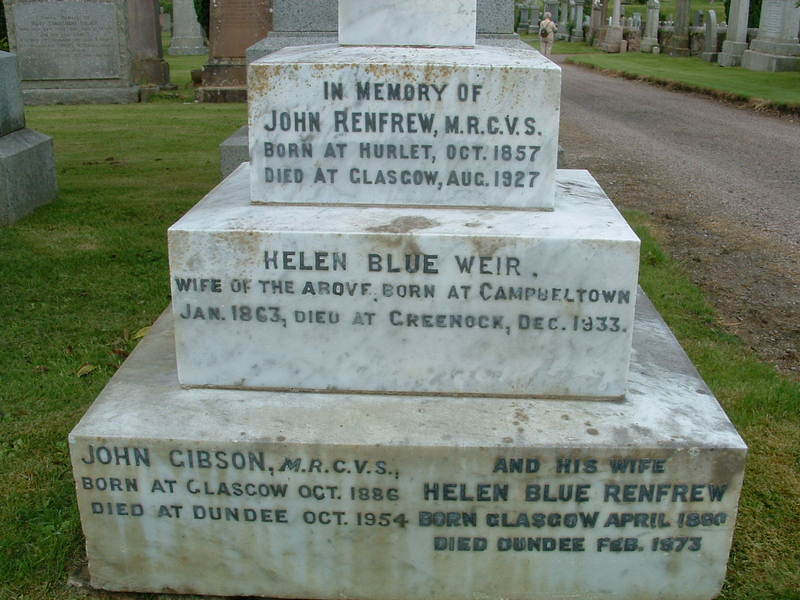 IN MEMORY OF
JOHN RENFREW, M.R.C.V.S.
BORN AT HURLET, OCT. 1857
DIED AT GLASGOW, AUG. 1927
HELEN BLUE WEIR.
WIFE OF THE ABOVE, BORN AT CAMPBELTOWN
JAN. 1863, DIED AT GREENOCK, DEC. 1933.
JOHN GIBSON, M.R.C.V.S.,
BORN AT GLASGOW OCT. 1886
DIED AT DUNDEE OCT. 1954
AND HIS WIFE
HELEN BLUE RENFREW
BORN GLASGOW APRIL
DIED DUNDEE FEB. 1973